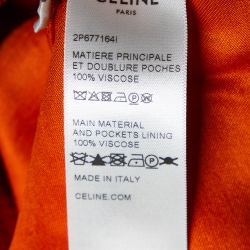 CELINE
PARIS
2P677164I
MATIERE PRINCIPALE
ET DOUBLURE POCHES
100% VISCOSE
MAIN MATERIAL
AND POCKETS LINING
100% VISCOSE
MADE IN ITALY
CELINE.COM